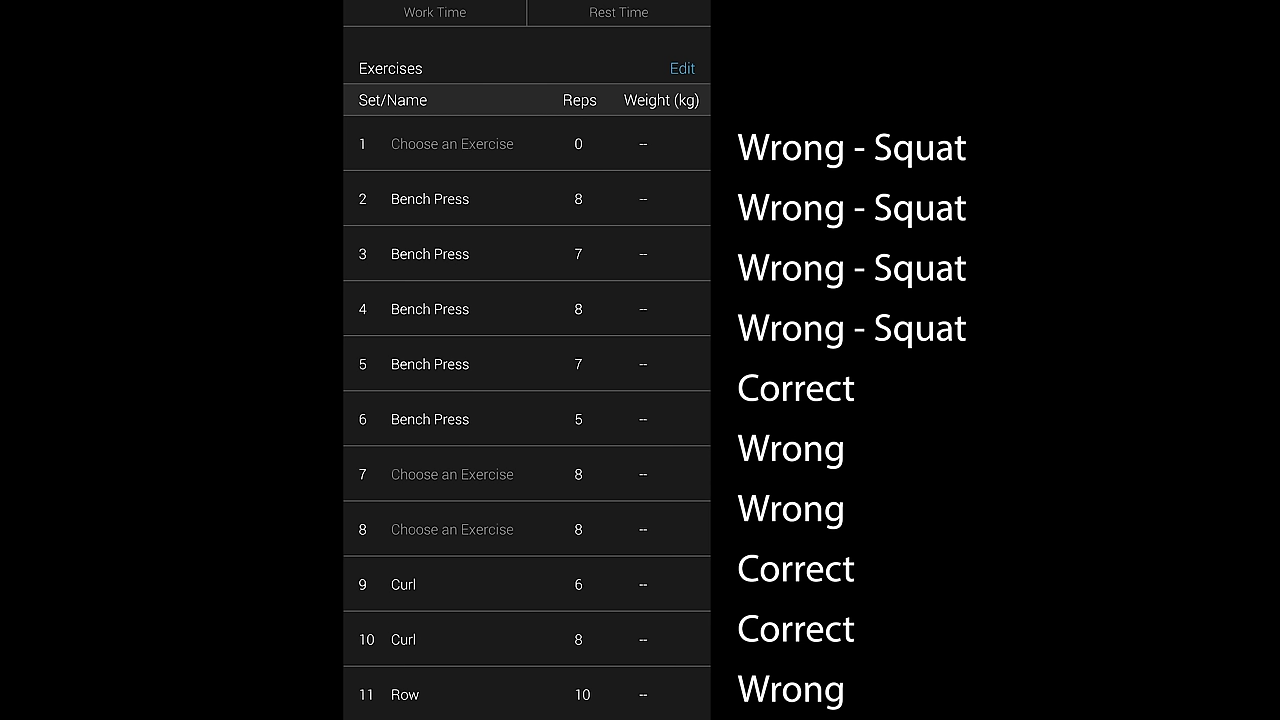 Work Time Rest Time
Exercises Edit
Set/Name Reps Weight (kg)
1 Choose an Exercise 0 --
Wrong - Squat
2 Bench Press 8 --
Wrong - Squat
3 Bench Press 7 --
Wrong - Squat
4 Bench Press 8 --
Wrong - Squat
5 Bench Press 7 --
Correct
6 Bench Press 5 --
Wrong
7 Choose an Exercise 8 --
Wrong
8 Choose an Exercise 8 --
Correct
9 Curl 6 --
Correct
10 Curl 8 --
Wrong
11 Row 10 --